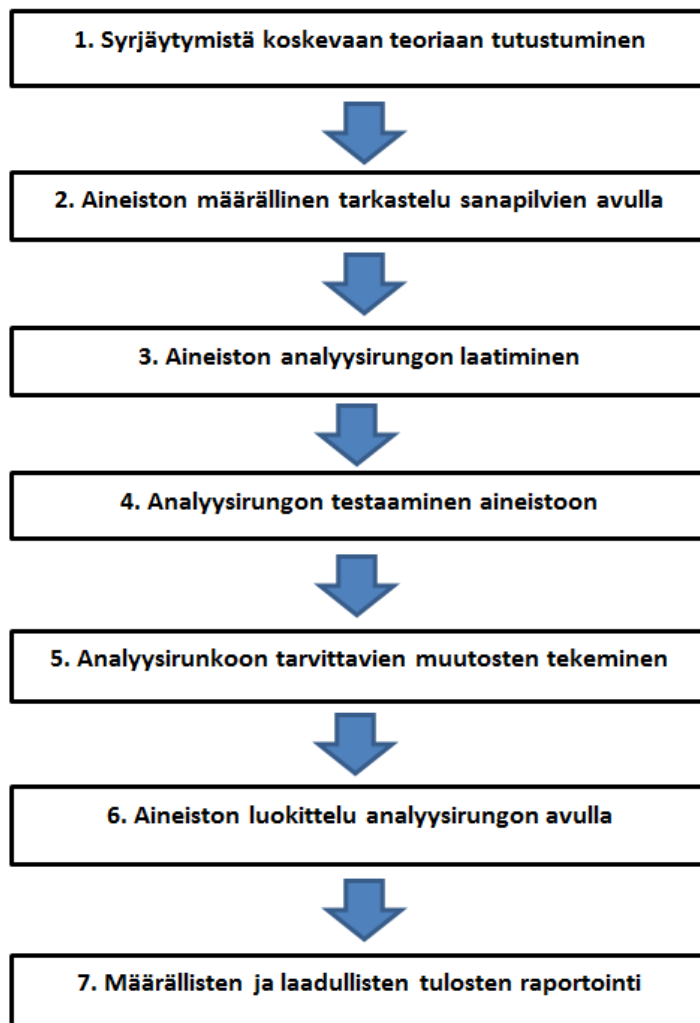 1. Syrjäytymistä koskevaan teoriaan tutustuminen
2. Aineiston määrällinen tarkastelu sanapilvien avulla
3. Aineiston analyysirungon laatiminen
4. Analyysirungon testaaminen aineistoon
5. Analyysirunkoon tarvittavien muutosten tekeminen
6. Aineiston luokittelu analyysirungon avulla
7. Määrällisten ja laadullisten tulosten raportointi